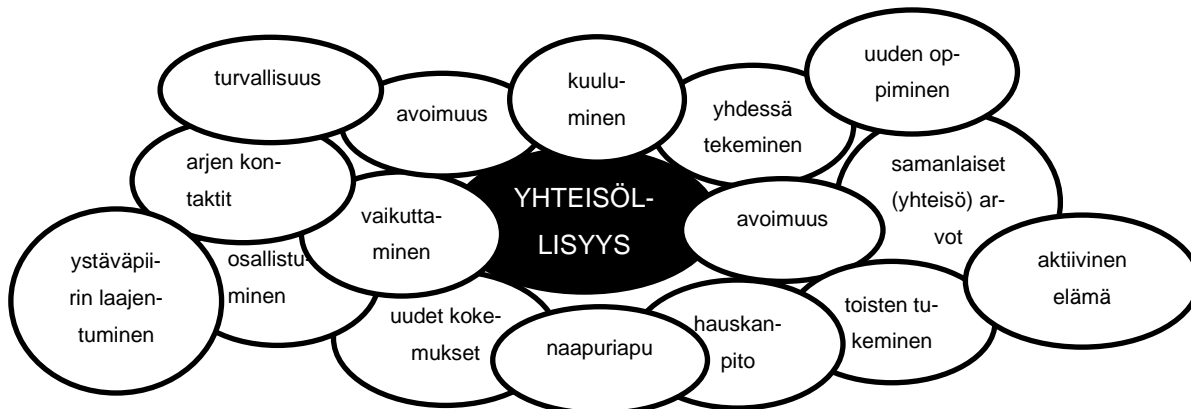 turvallisuus
avoimuus
kuulu-
minen
yhdessä
tekeminen
uuden op-
piminen
arjen kon-
taktit
vaikutta-
minen
YHTEISÖL-
LISYYS
avoimuus
samanlaiset
(yhteisö) ar-
vot
ystäväpii-
rin laajen-
tuminen
osallistu-
minen
uudet koke-
mukset
naapuriapu
hauskan-
pito
toisten tu-
keminen
aktiivinen
elämä